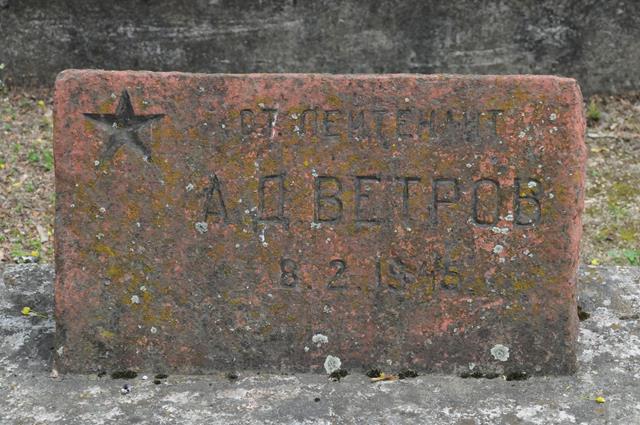 СТ. ЛЕЙТЕНАНТ
А. Д. ВЕТРОВ
8. 2. 1945.